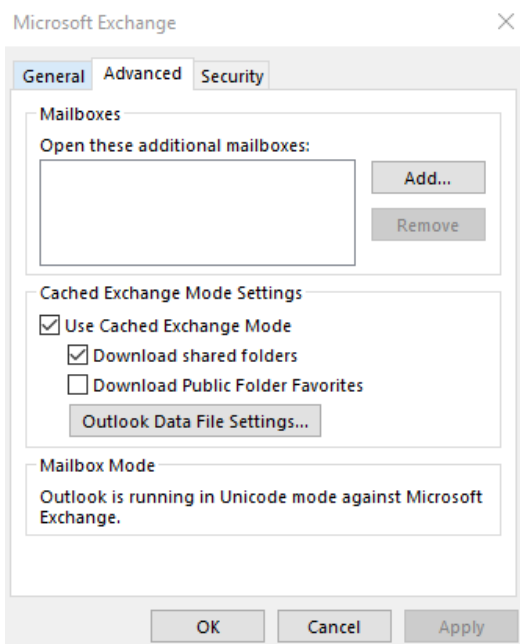 Microsoft Exchange
General Advanced Security
Mailboxes
Open these additional mailboxes:
Add...
Remove
Cached Exchange Mode Settings
Use Cached Exchange Mode
Download shared folders
Download Public Folder Favorites
Outlook Data File Settings...
Mailbox Mode
Outlook is running in Unicode mode against Microsoft
Exchange.
OK Cancel Apply